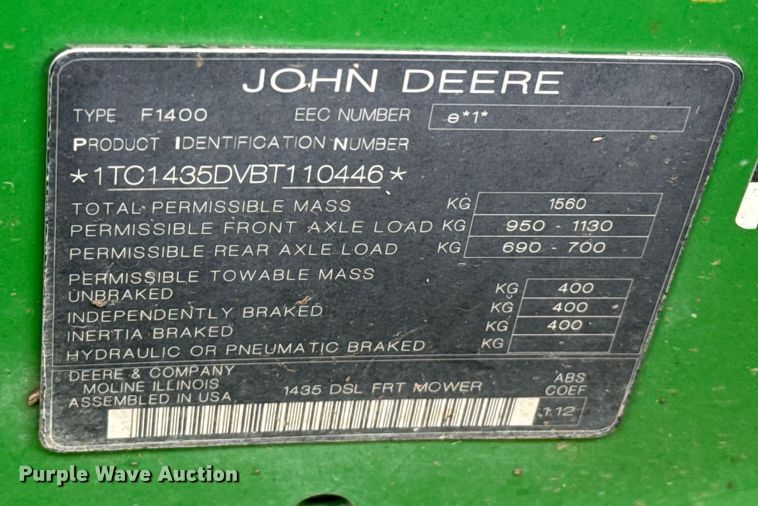 JOHN DEERE
TYPE F1400 EEC NUMBER e*1*
PRODUCT IDENTIFICATION NUMBER
*1TC1435DVBT110446*
TOTAL PERMISSIBLE MASS KG 1560
PERMISSIBLE FRONT AXLE LOAD KG 950 - 1130
PERMISSIBLE REAR AXLE LOAD KG 690 - 700
PERMISSIBLE TOWABLE MASS
UNBRAKED KG 400
INDEPENDENTLY BRAKED KG 400
INERTIA BRAKED KG 400
HYDRAULIC OR PNEUMATIC BRAKED KG
DEERE & COMPANY
MOLINE ILLINOIS
ASSEMBLED IN USA
1435 DSL FRT MOWER
ABS
COEF
1.12
Purple Wave Auction